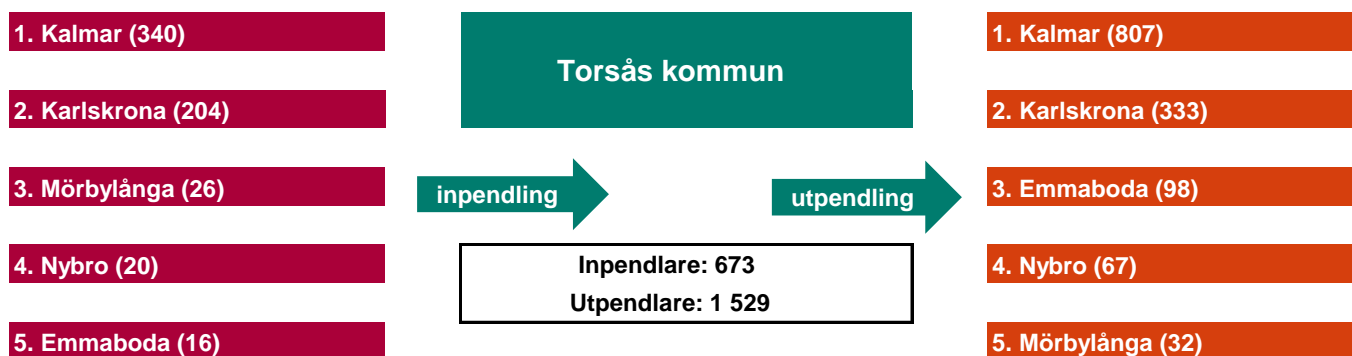 1. Kalmar (340)
2. Karlskrona (204)
3. Mörbylånga (26)
4. Nybro (20)
5. Emmaboda (16)
Torsås kommun
inpendling
utpendling
Inpendlare: 673
Utpendlare: 1 529
1. Kalmar (807)
2. Karlskrona (333)
3. Emmaboda (98)
4. Nybro (67)
5. Mörbylånga (32)